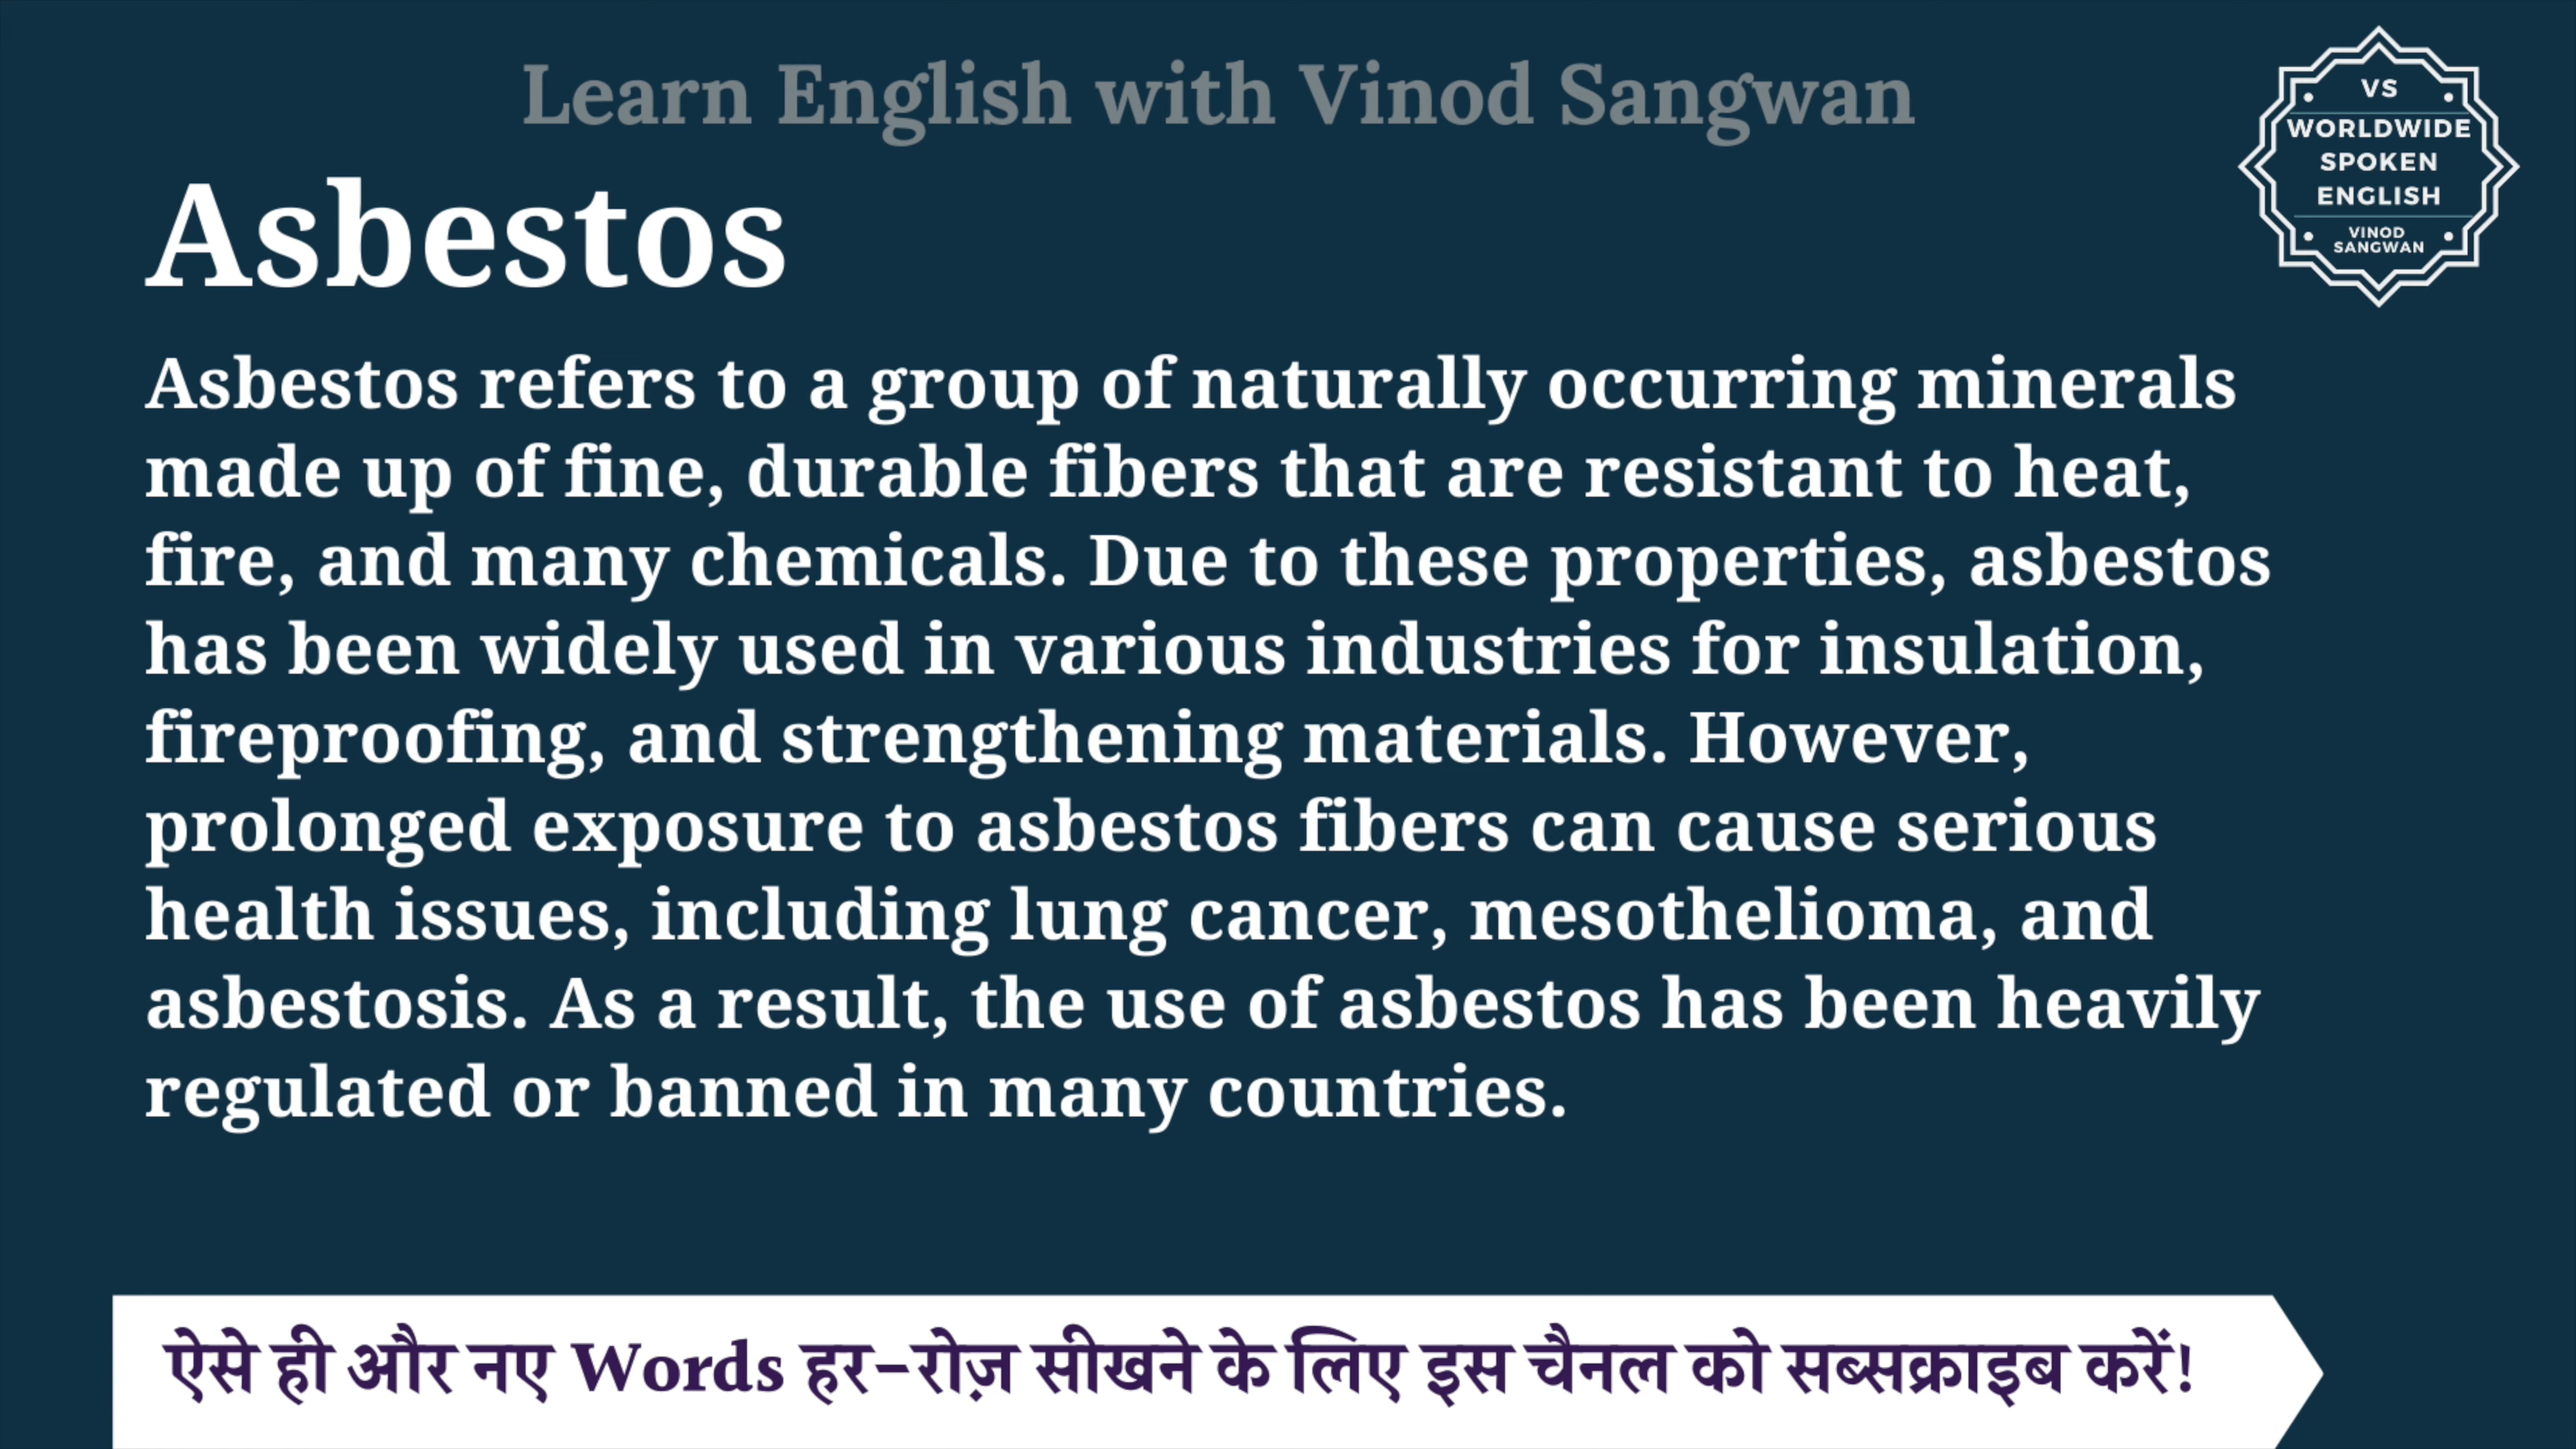 Learn English with Vinod Sangwan
VS
WORLDWIDE
SPOKEN
ENGLISH
VINOD
SANGWAN
Asbestos
Asbestos refers to a group of naturally occurring minerals
made up of fine, durable fibers that are resistant to heat,
fire, and many chemicals. Due to these properties, asbestos
has been widely used in various industries for insulation,
fireproofing, and strengthening materials. However,
prolonged exposure to asbestos fibers can cause serious
health issues, including lung cancer, mesothelioma, and
asbestosis. As a result, the use of asbestos has been heavily
regulated or banned in many countries.
ऐसे ही और नए Words हर-रोज़ सीखने के लिए इस चैनल को सब्सक्राइब करें!